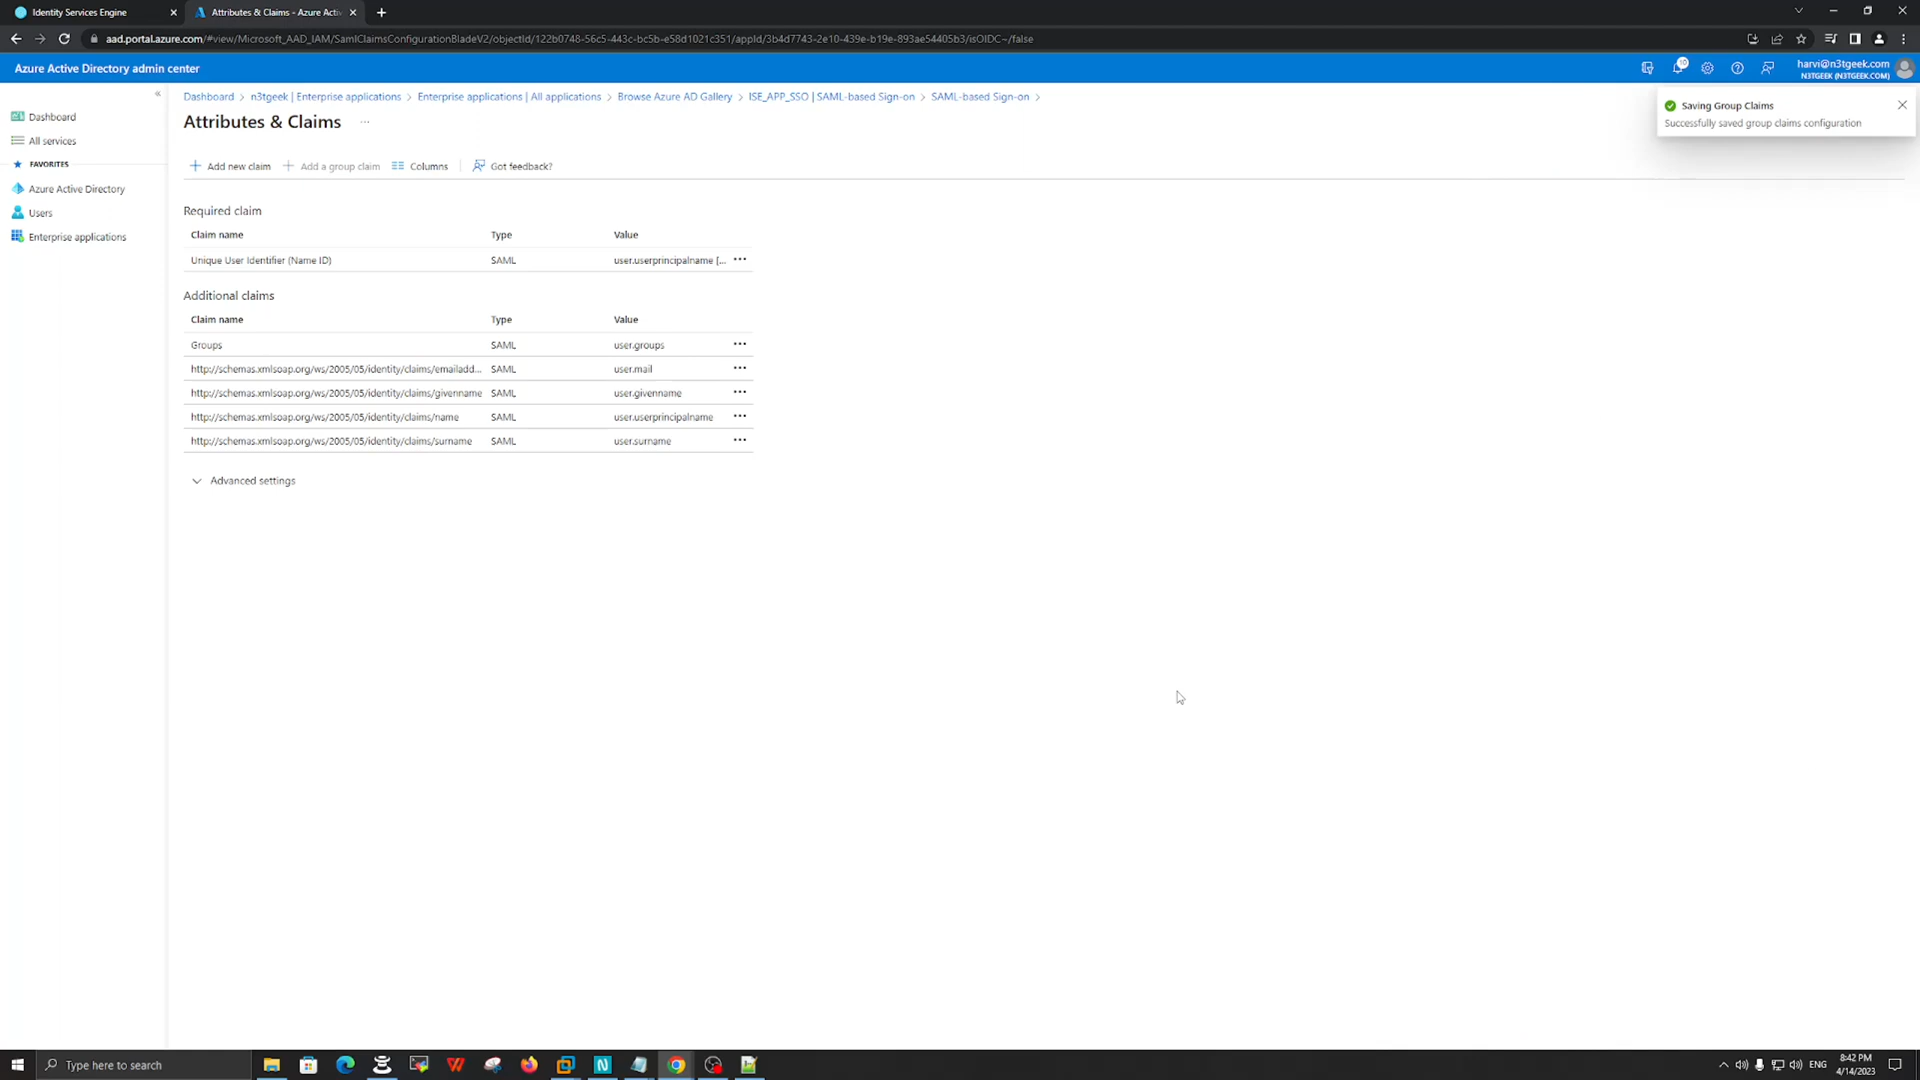 Identity Services Engine
Attributes & Claims - Azure Activ
aad.portal.azure.com/#view/Microsoft_AAD_IAM/SamlClaimsConfigurationBladeV2/objectId/122b0748-56c5-443c-bc5b-e58d1021c351/appId/3b4d7743-2e10-439e-b19e-893ae54405b3/isOIDC~/false
Azure Active Directory admin center
10
harvi@n3tgeek.com
N3TGEEK (N3TGEEK.COM)
Dashboard
All services
FAVORITES
Azure Active Directory
Users
Enterprise applications
Dashboard > n3tgeek | Enterprise applications > Enterprise applications | All applications > Browse Azure AD Gallery > ISE_APP_SSO | SAML-based Sign-on > SAML-based Sign-on >
Attributes & Claims ...
Saving Group Claims
Successfully saved group claims configuration
Add new claim Add a group claim Columns Got feedback?
Required claim
Claim name Type Value
Unique User Identifier (Name ID) SAML user.userprincipalname [... ...
Additional claims
Claim name Type Value
Groups SAML user.groups ...
http://schemas.xmlsoap.org/ws/2005/05/identity/claims/emailadd... SAML user.mail ...
http://schemas.xmlsoap.org/ws/2005/05/identity/claims/givenname SAML user.givenname ...
http://schemas.xmlsoap.org/ws/2005/05/identity/claims/name SAML user.userprincipalname ...
http://schemas.xmlsoap.org/ws/2005/05/identity/claims/surname SAML user.surname ...
Advanced settings
Type here to search
ENG
8:42 PM
4/14/2023